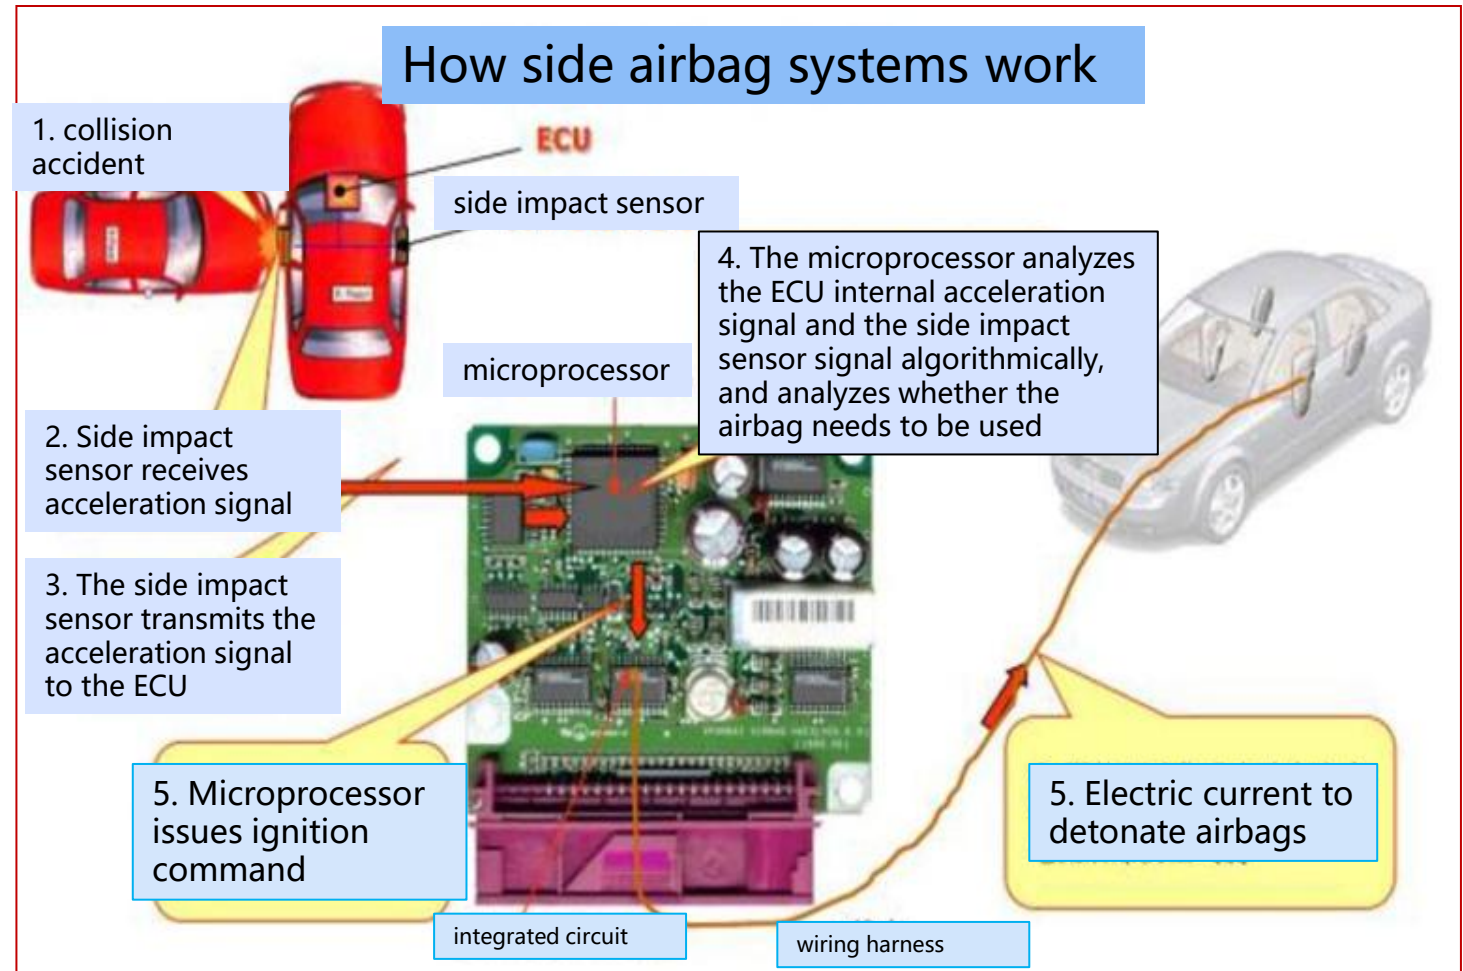 How side airbag systems work
1. collision
accident
ECU
side impact sensor
4. The microprocessor analyzes
the ECU internal acceleration
signal and the side impact
sensor signal algorithmically,
and analyzes whether the
airbag needs to be used
microprocessor
2. Side impact
sensor receives
acceleration signal
3. The side impact
sensor transmits the
acceleration signal
to the ECU
5. Microprocessor
issues ignition
command
5. Electric current to
detonate airbags
integrated circuit
wiring harness